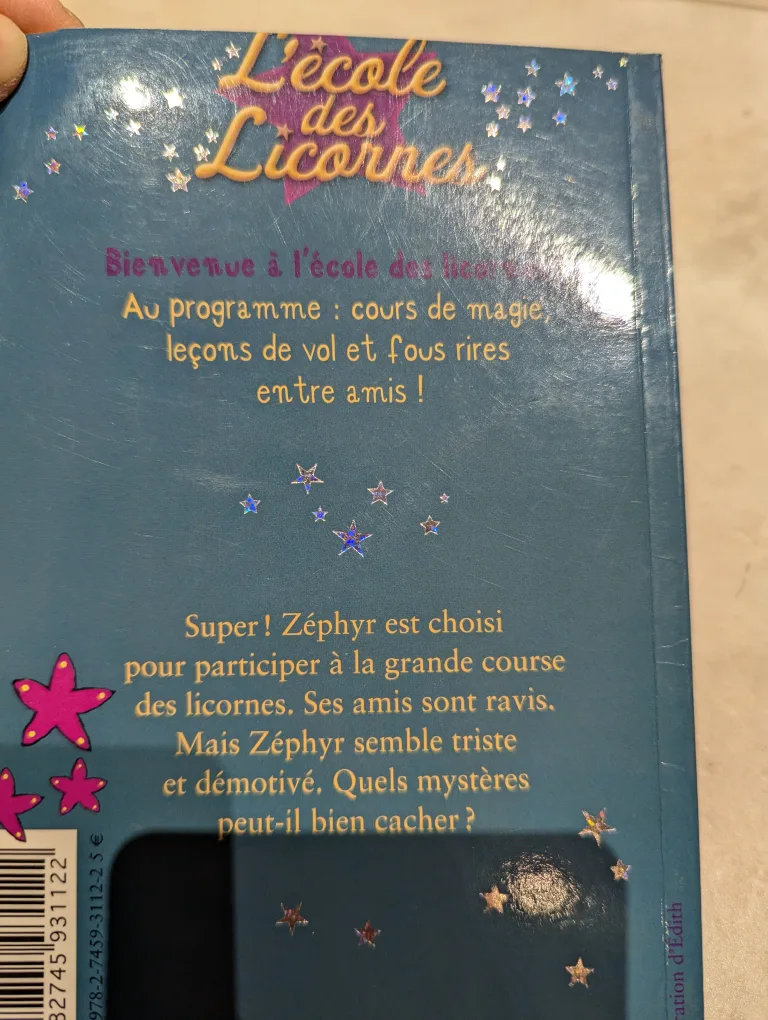 L'école
des
Licornes
Bienvenue à l'école des licornes
Au programme : cours de magie,
leçons de vol et fous rires
entre amis !
Super ! Zéphyr est choisi
pour participer à la grande course
des licornes. Ses amis sont ravis.
Mais Zéphyr semble triste
et démotivé. Quels mystères
peut-il bien cacher ?
82745 931122
978-2-7459-3112-2 5 €
ration d'Édith